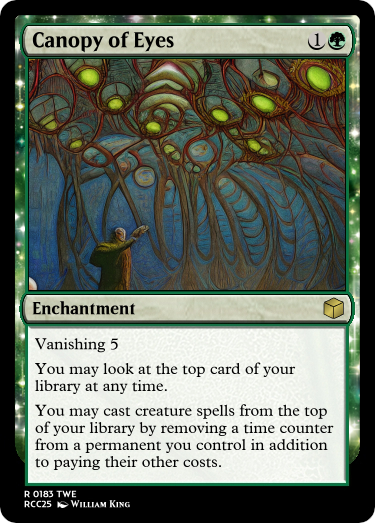 Canopy of Eyes 1
Enchantment
Vanishing 5
You may look at the top card of your
library at any time.
You may cast creature spells from the top
of your library by removing a time counter
from a permanent you control in addition
to paying their other costs.
R 0183 TWE
RCC25 William King